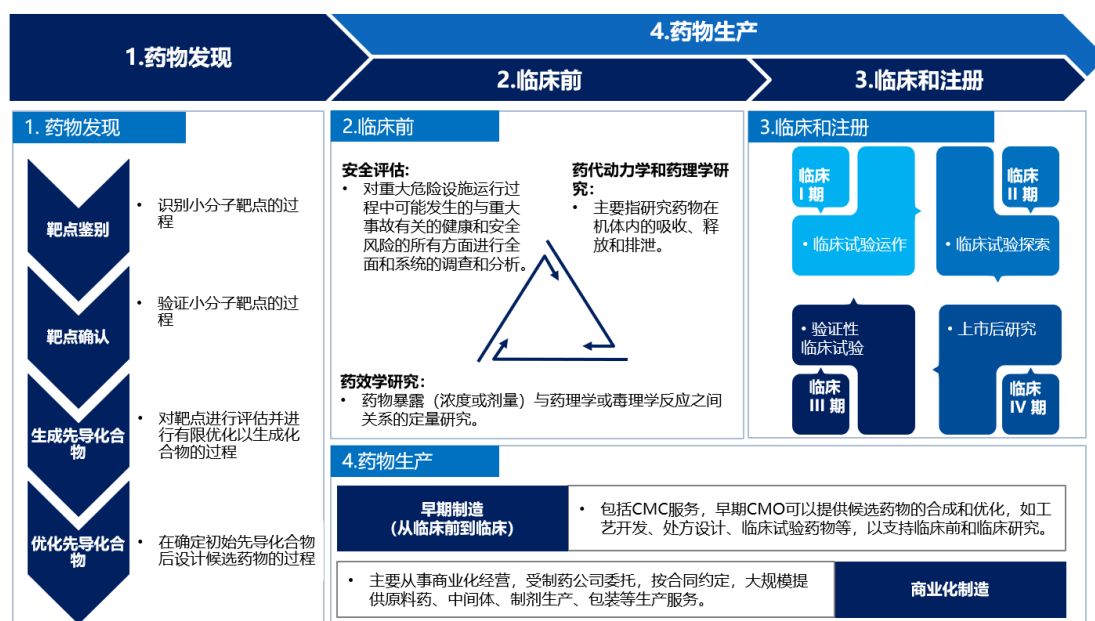 1.药物发现
4.药物生产
2.临床前
3.临床和注册
1. 药物发现
靶点鉴别
• 识别小分子靶点的过
程
靶点确认
• 验证小分子靶点的过
程
生成先导化合
物
• 对靶点进行评估并进
行有限优化以生成化
合物的过程
优化先导化合
物
• 在确定初始先导化合物
后设计候选药物的过程
2.临床前
安全评估:
• 对重大危险设施运行过
程中可能发生的与重大
事故有关的健康和安全
风险的所有方面进行全
面和系统的调查和分析。
药代动力学和药理学研
究:
• 主要指研究药物在
机体内的吸收、释
放和排泄。
药效学研究:
• 药物暴露（浓度或剂量）与药理学或毒理学反应之间
关系的定量研究。
3.临床和注册
临床
I 期
• 临床试验运作
临床
II 期
• 临床试验探索
• 验证性
临床试验
临床
III 期
• 上市后研究
临床
IV 期
4.药物生产
早期制造
(从临床前到临床)
• 包括CMC服务，早期CMO可以提供候选药物的合成和优化，如工
艺开发、处方设计、临床试验药物等，以支持临床前和临床研究。
• 主要从事商业化经营，受制药公司委托，按合同约定，大规模提
供原料药、中间体、制剂生产、包装等生产服务。
商业化制造